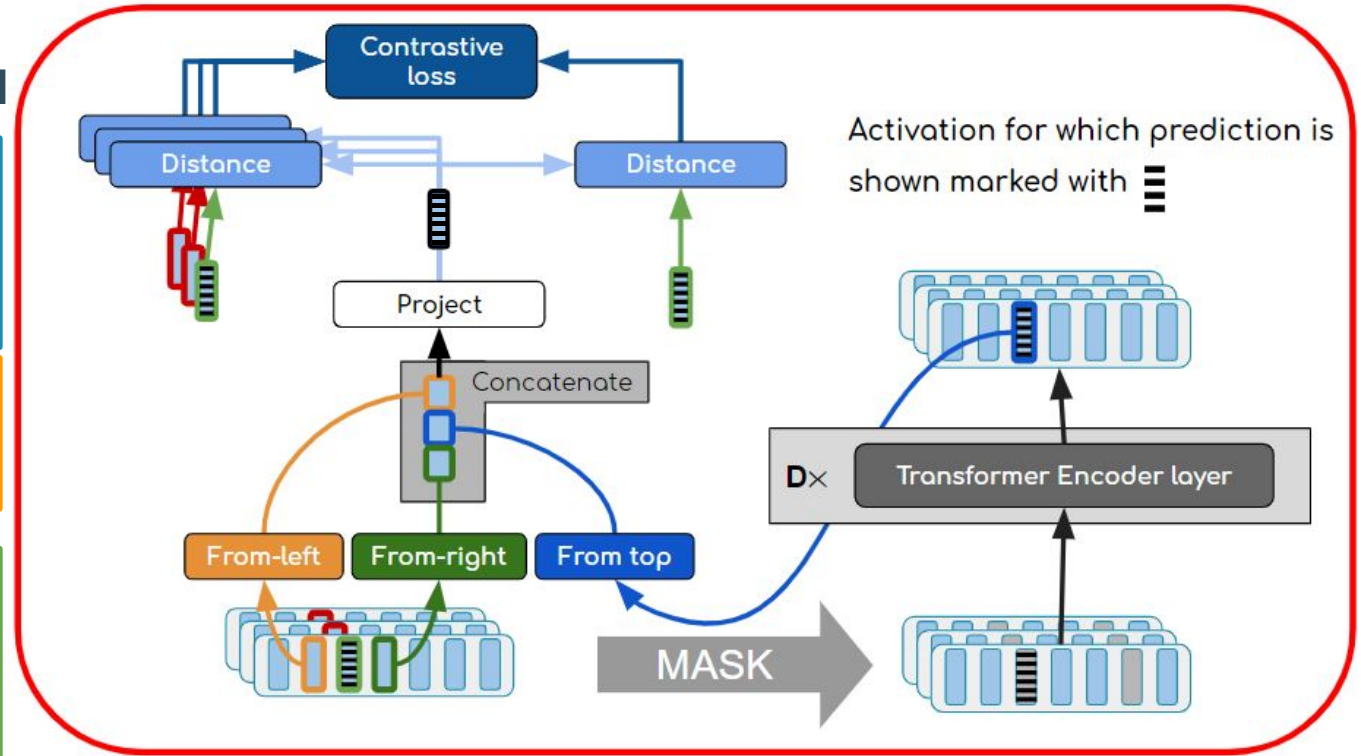 Contrastive
loss
Distance
Distance
Activation for which prediction is
shown marked with
Project
Concatenate
D× Transformer Encoder layer
From-left
From-right
From top
MASK